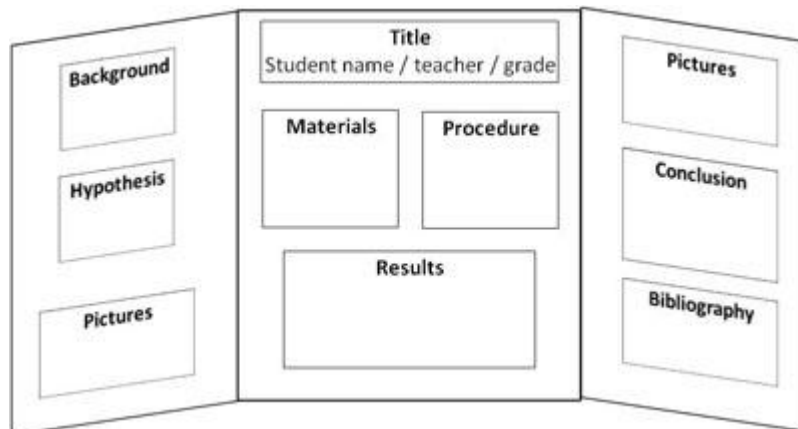 Background
Hypothesis
Pictures
Title
Student name / teacher / grade
Materials
Procedure
Results
Pictures
Conclusion
Bibliography